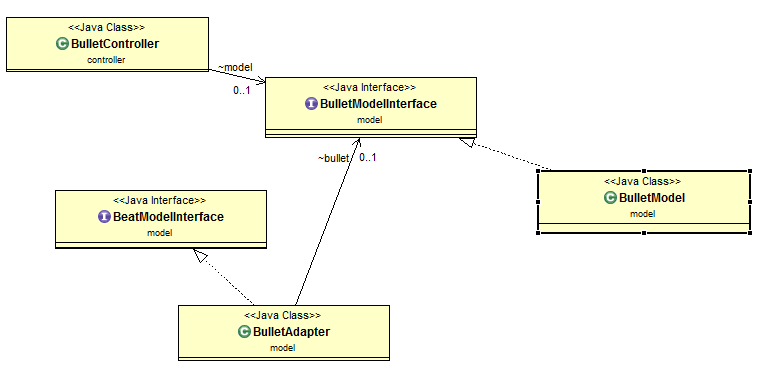 <<Java Class>>
C BulletController
controller
~model
0..1
<<Java Interface>>
I BulletModelInterface
model
~bullet
0..1
<<Java Class>>
C BulletModel
model
<<Java Interface>>
I BeatModelInterface
model
<<Java Class>>
C BulletAdapter
model